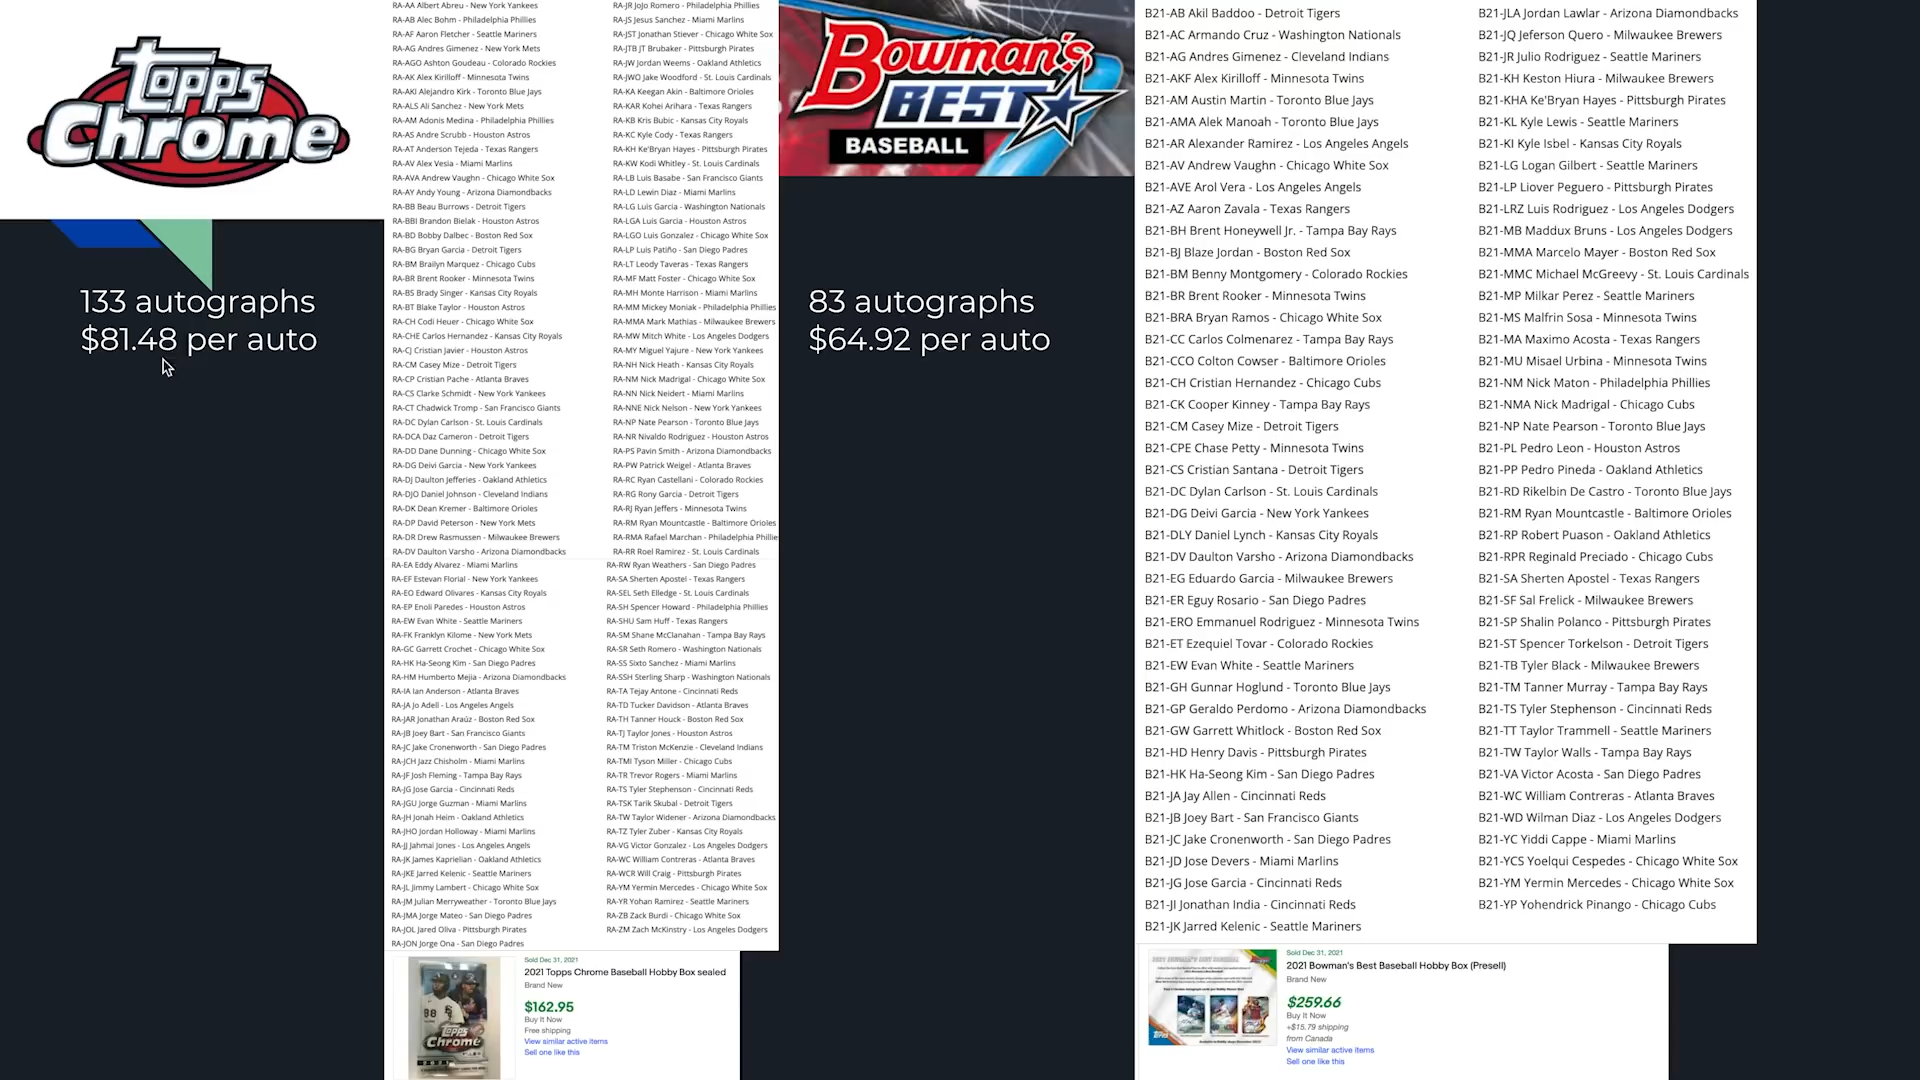 Topps
Chrome
133 autographs
$81.48 per auto
RA-AA Albert Abreu - New York Yankees
RA-AB Alec Bohm - Philadelphia Phillies
RA-AF Aaron Fletcher - Seattle Mariners
RA-AG Andres Gimenez - New York Mets
RA-AGO Ashton Goudeau - Colorado Rockies
RA-AK Alex Kirilloff - Minnesota Twins
RA-AKI Alejandro Kirk - Toronto Blue Jays
RA-ALS Ali Sanchez - New York Mets
RA-AM Adonis Medina - Philadelphia Phillies
RA-AS Andre Scrubb - Houston Astros
RA-AT Anderson Tejeda - Texas Rangers
RA-AV Alex Vesia - Miami Marlins
RA-AVA Andrew Vaughn - Chicago White Sox
RA-AY Andy Young - Arizona Diamondbacks
RA-BB Beau Burrows - Detroit Tigers
RA-BBI Brandon Bielak - Houston Astros
RA-BD Bobby Dalbec - Boston Red Sox
RA-BG Bryan Garcia - Detroit Tigers
RA-BM Brailyn Marquez - Chicago Cubs
RA-BR Brent Rooker - Minnesota Twins
RA-BS Brady Singer - Kansas City Royals
RA-BT Blake Taylor - Houston Astros
RA-CH Codi Heuer - Chicago White Sox
RA-CHE Carlos Hernandez - Kansas City Royals
RA-CJ Cristian Javier - Houston Astros
RA-CM Casey Mize - Detroit Tigers
RA-CP Cristian Pache - Atlanta Braves
RA-CS Clarke Schmidt - New York Yankees
RA-CT Chadwick Tromp - San Francisco Giants
RA-DC Dylan Carlson - St. Louis Cardinals
RA-DCA Daz Cameron - Detroit Tigers
RA-DD Dane Dunning - Chicago White Sox
RA-DG Deivi Garcia - New York Yankees
RA-DJ Daulton Jefferies - Oakland Athletics
RA-DJO Daniel Johnson - Cleveland Indians
RA-DK Dean Kremer - Baltimore Orioles
RA-DP David Peterson - New York Mets
RA-DR Drew Rasmussen - Milwaukee Brewers
RA-DV Daulton Varsho - Arizona Diamondbacks
RA-EA Eddy Alvarez - Miami Marlins
RA-EF Estevan Florial - New York Yankees
RA-EO Edward Olivares - Kansas City Royals
RA-EP Enoli Paredes - Houston Astros
RA-EW Evan White - Seattle Mariners
RA-FK Franklyn Kilome - New York Mets
RA-GC Garrett Crochet - Chicago White Sox
RA-HK Ha-Seong Kim - San Diego Padres
RA-HM Humberto Mejia - Arizona Diamondbacks
RA-IA Ian Anderson - Atlanta Braves
RA-JA Jo Adell - Los Angeles Angels
RA-JAR Jonathan Araúz - Boston Red Sox
RA-JB Joey Bart - San Francisco Giants
RA-JC Jake Cronenworth - San Diego Padres
RA-JCH Jazz Chisholm - Miami Marlins
RA-JF Josh Fleming - Tampa Bay Rays
RA-JG Jose Garcia - Cincinnati Reds
RA-JGU Jorge Guzman - Miami Marlins
RA-JH Jonah Heim - Oakland Athletics
RA-JHO Jordan Holloway - Miami Marlins
RA-JJ Jahmai Jones - Los Angeles Angels
RA-JK James Kaprielian - Oakland Athletics
RA-JKE Jarred Kelenic - Seattle Mariners
RA-JL Jimmy Lambert - Chicago White Sox
RA-JM Julian Merryweather - Toronto Blue Jays
RA-JMA Jorge Mateo - San Diego Padres
RA-JOL Jared Oliva - Pittsburgh Pirates
RA-JON Jorge Ona - San Diego Padres
RA-JR JoJo Romero - Philadelphia Phillies
RA-JS Jesus Sanchez - Miami Marlins
RA-JST Jonathan Stiever - Chicago White Sox
RA-JTB JT Brubaker - Pittsburgh Pirates
RA-JW Jordan Weems - Oakland Athletics
RA-JWO Jake Woodford - St. Louis Cardinals
RA-KA Keegan Akin - Baltimore Orioles
RA-KAR Kohei Arihara - Texas Rangers
RA-KB Kris Bubic - Kansas City Royals
RA-KC Kyle Cody - Texas Rangers
RA-KH Ke'Bryan Hayes - Pittsburgh Pirates
RA-KW Kodi Whitley - St. Louis Cardinals
RA-LB Luis Basabe - San Francisco Giants
RA-LD Lewin Diaz - Miami Marlins
RA-LG Luis Garcia - Washington Nationals
RA-LGA Luis Garcia - Houston Astros
RA-LGO Luis Gonzalez - Chicago White Sox
RA-LP Luis Patiño - San Diego Padres
RA-LT Leody Taveras - Texas Rangers
RA-MF Matt Foster - Chicago White Sox
RA-MH Monte Harrison - Miami Marlins
RA-MM Mickey Moniak - Philadelphia Phillies
RA-MMA Mark Mathias - Milwaukee Brewers
RA-MW Mitch White - Los Angeles Dodgers
RA-MY Miguel Yajure - New York Yankees
RA-NH Nick Heath - Kansas City Royals
RA-NM Nick Madrigal - Chicago White Sox
RA-NN Nick Neidert - Miami Marlins
RA-NNE Nick Nelson - New York Yankees
RA-NP Nate Pearson - Toronto Blue Jays
RA-NR Nivaldo Rodriguez - Houston Astros
RA-PS Pavin Smith - Arizona Diamondbacks
RA-PW Patrick Weigel - Atlanta Braves
RA-RC Ryan Castellani - Colorado Rockies
RA-RG Rony Garcia - Detroit Tigers
RA-RJ Ryan Jeffers - Minnesota Twins
RA-RM Ryan Mountcastle - Baltimore Orioles
RA-RMA Rafael Marchan - Philadelphia Phillie
RA-RR Roel Ramirez - St. Louis Cardinals
RA-RW Ryan Weathers - San Diego Padres
RA-SA Sherten Apostel - Texas Rangers
RA-SEL Seth Elledge - St. Louis Cardinals
RA-SH Spencer Howard - Philadelphia Phillies
RA-SHU Sam Huff - Texas Rangers
RA-SM Shane McClanahan - Tampa Bay Rays
RA-SR Seth Romero - Washington Nationals
RA-SS Sixto Sanchez - Miami Marlins
RA-SSH Sterling Sharp - Washington Nationals
RA-TA Tejay Antone - Cincinnati Reds
RA-TD Tucker Davidson - Atlanta Braves
RA-TH Tanner Houck - Boston Red Sox
RA-TJ Taylor Jones - Houston Astros
RA-TM Triston McKenzie - Cleveland Indians
RA-TMI Tyson Miller - Chicago Cubs
RA-TR Trevor Rogers - Miami Marlins
RA-TS Tyler Stephenson - Cincinnati Reds
RA-TSK Tarik Skubal - Detroit Tigers
RA-TW Taylor Widener - Arizona Diamondbacks
RA-TZ Tyler Zuber - Kansas City Royals
RA-VG Victor Gonzalez - Los Angeles Dodgers
RA-WC William Contreras - Atlanta Braves
RA-WCR Will Craig - Pittsburgh Pirates
RA-YM Yermin Mercedes - Chicago White Sox
RA-YR Yohan Ramirez - Seattle Mariners
RA-ZB Zack Burdi - Chicago White Sox
RA-ZM Zach McKinstry - Los Angeles Dodgers
Sold Dec 31, 2021
2021 Topps Chrome Baseball Hobby Box sealed
Brand New
$162.95
Buy It Now
Free shipping
View similar active items
Sell one like this
Bowman's
BEST
BASEBALL
83 autographs
$64.92 per auto
B21-AB Akil Baddoo - Detroit Tigers
B21-AC Armando Cruz - Washington Nationals
B21-AG Andres Gimenez - Cleveland Indians
B21-AKF Alex Kirilloff - Minnesota Twins
B21-AM Austin Martin - Toronto Blue Jays
B21-AMA Alek Manoah - Toronto Blue Jays
B21-AR Alexander Ramirez - Los Angeles Angels
B21-AV Andrew Vaughn - Chicago White Sox
B21-AVE Arol Vera - Los Angeles Angels
B21-AZ Aaron Zavala - Texas Rangers
B21-BH Brent Honeywell Jr. - Tampa Bay Rays
B21-BJ Blaze Jordan - Boston Red Sox
B21-BM Benny Montgomery - Colorado Rockies
B21-BR Brent Rooker - Minnesota Twins
B21-BRA Bryan Ramos - Chicago White Sox
B21-CC Carlos Colmenarez - Tampa Bay Rays
B21-CCO Colton Cowser - Baltimore Orioles
B21-CH Cristian Hernandez - Chicago Cubs
B21-CK Cooper Kinney - Tampa Bay Rays
B21-CM Casey Mize - Detroit Tigers
B21-CPE Chase Petty - Minnesota Twins
B21-CS Cristian Santana - Detroit Tigers
B21-DC Dylan Carlson - St. Louis Cardinals
B21-DG Deivi Garcia - New York Yankees
B21-DLY Daniel Lynch - Kansas City Royals
B21-DV Daulton Varsho - Arizona Diamondbacks
B21-EG Eduardo Garcia - Milwaukee Brewers
B21-ER Eguy Rosario - San Diego Padres
B21-ERO Emmanuel Rodriguez - Minnesota Twins
B21-ET Ezequiel Tovar - Colorado Rockies
B21-EW Evan White - Seattle Mariners
B21-GH Gunnar Hoglund - Toronto Blue Jays
B21-GP Geraldo Perdomo - Arizona Diamondbacks
B21-GW Garrett Whitlock - Boston Red Sox
B21-HD Henry Davis - Pittsburgh Pirates
B21-HK Ha-Seong Kim - San Diego Padres
B21-JA Jay Allen - Cincinnati Reds
B21-JB Joey Bart - San Francisco Giants
B21-JC Jake Cronenworth - San Diego Padres
B21-JD Jose Devers - Miami Marlins
B21-JG Jose Garcia - Cincinnati Reds
B21-JI Jonathan India - Cincinnati Reds
B21-JK Jarred Kelenic - Seattle Mariners
B21-JLA Jordan Lawlar - Arizona Diamondbacks
B21-JQ Jeferson Quero - Milwaukee Brewers
B21-JR Julio Rodriguez - Seattle Mariners
B21-KH Keston Hiura - Milwaukee Brewers
B21-KHA Ke'Bryan Hayes - Pittsburgh Pirates
B21-KL Kyle Lewis - Seattle Mariners
B21-KI Kyle Isbel - Kansas City Royals
B21-LG Logan Gilbert - Seattle Mariners
B21-LP Liover Peguero - Pittsburgh Pirates
B21-LRZ Luis Rodriguez - Los Angeles Dodgers
B21-MB Maddux Bruns - Los Angeles Dodgers
B21-MMA Marcelo Mayer - Boston Red Sox
B21-MMC Michael McGreevy - St. Louis Cardinals
B21-MP Milkar Perez - Seattle Mariners
B21-MS Malfrin Sosa - Minnesota Twins
B21-MA Maximo Acosta - Texas Rangers
B21-MU Misael Urbina - Minnesota Twins
B21-NM Nick Maton - Philadelphia Phillies
B21-NMA Nick Madrigal - Chicago Cubs
B21-NP Nate Pearson - Toronto Blue Jays
B21-PL Pedro Leon - Houston Astros
B21-PP Pedro Pineda - Oakland Athletics
B21-RD Rikelbin De Castro - Toronto Blue Jays
B21-RM Ryan Mountcastle - Baltimore Orioles
B21-RP Robert Puason - Oakland Athletics
B21-RPR Reginald Preciado - Chicago Cubs
B21-SA Sherten Apostel - Texas Rangers
B21-SF Sal Frelick - Milwaukee Brewers
B21-SP Shalin Polanco - Pittsburgh Pirates
B21-ST Spencer Torkelson - Detroit Tigers
B21-TB Tyler Black - Milwaukee Brewers
B21-TM Tanner Murray - Tampa Bay Rays
B21-TS Tyler Stephenson - Cincinnati Reds
B21-TT Taylor Trammell - Seattle Mariners
B21-TW Taylor Walls - Tampa Bay Rays
B21-VA Victor Acosta - San Diego Padres
B21-WC William Contreras - Atlanta Braves
B21-WD Wilman Diaz - Los Angeles Dodgers
B21-YC Yiddi Cappe - Miami Marlins
B21-YCS Yoelqui Cespedes - Chicago White Sox
B21-YM Yermin Mercedes - Chicago White Sox
B21-YP Yohendrick Pinango - Chicago Cubs
Sold Dec 31, 2021
2021 Bowman's Best Baseball Hobby Box (Presell)
Brand New
$259.66
Buy It Now
+$15.79 shipping
from Canada
View similar active items
Sell one like this